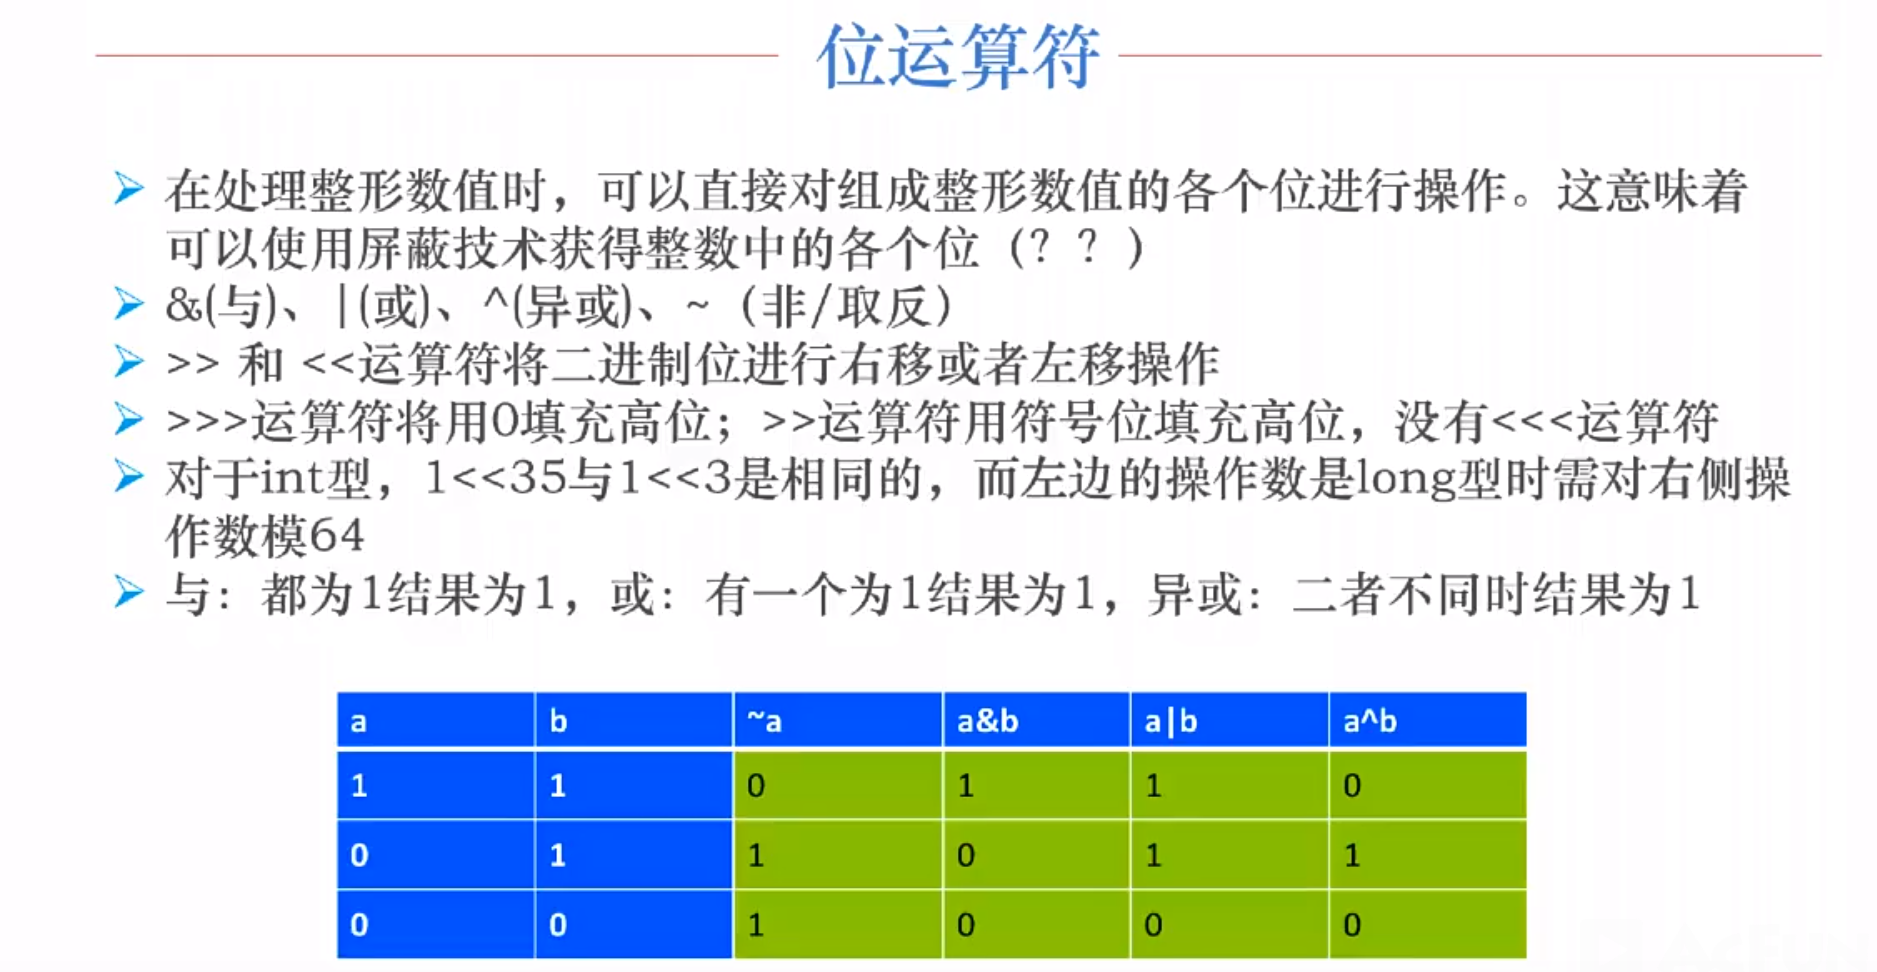 位运算符
在处理整形数值时，可以直接对组成整形数值的各个位进行操作。这意味着
可以使用屏蔽技术获得整数中的各个位（？？）
&(与)、|(或)、^(异或)、~（非/取反）
>> 和 <<运算符将二进制位进行右移或者左移操作
>>>运算符将用0填充高位；>>运算符用符号位填充高位，没有<<<运算符
对于int型，1<<35与1<<3是相同的，而左边的操作数是long型时需对右侧操
作数模64
与：都为1结果为1，或：有一个为1结果为1，异或：二者不同时结果为1
a b ~a a&b a|b a^b
1 1 0 1 1 0
0 1 1 0 1 1
0 0 1 0 0 0